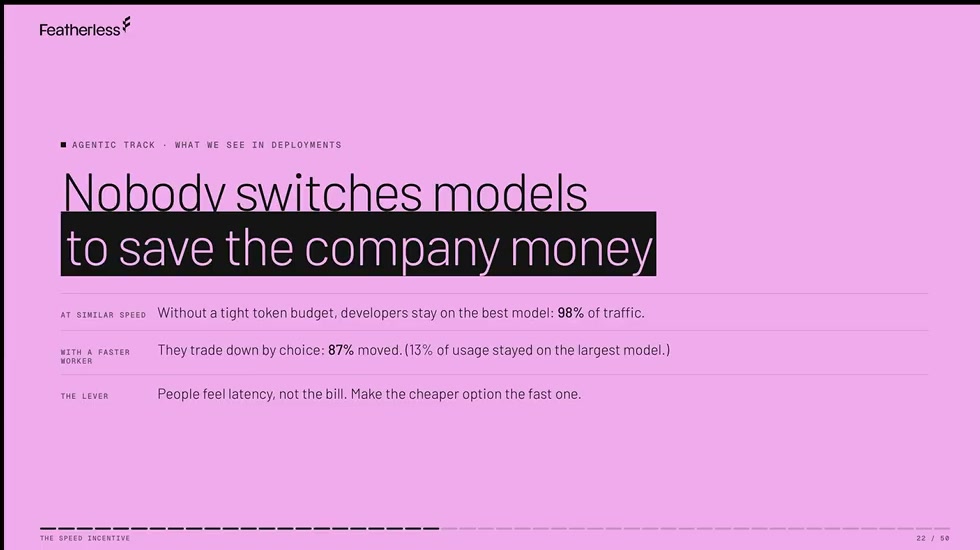 Featherless
AGENTIC TRACK · WHAT WE SEE IN DEPLOYMENTS
Nobody switches models
to save the company money
AT SIMILAR SPEED
Without a tight token budget, developers stay on the best model: 98% of traffic.
WITH A FASTER
WORKER
They trade down by choice: 87% moved. (13% of usage stayed on the largest model.)
THE LEVER
People feel latency, not the bill. Make the cheaper option the fast one.
THE SPEED INCENTIVE
22 / 50